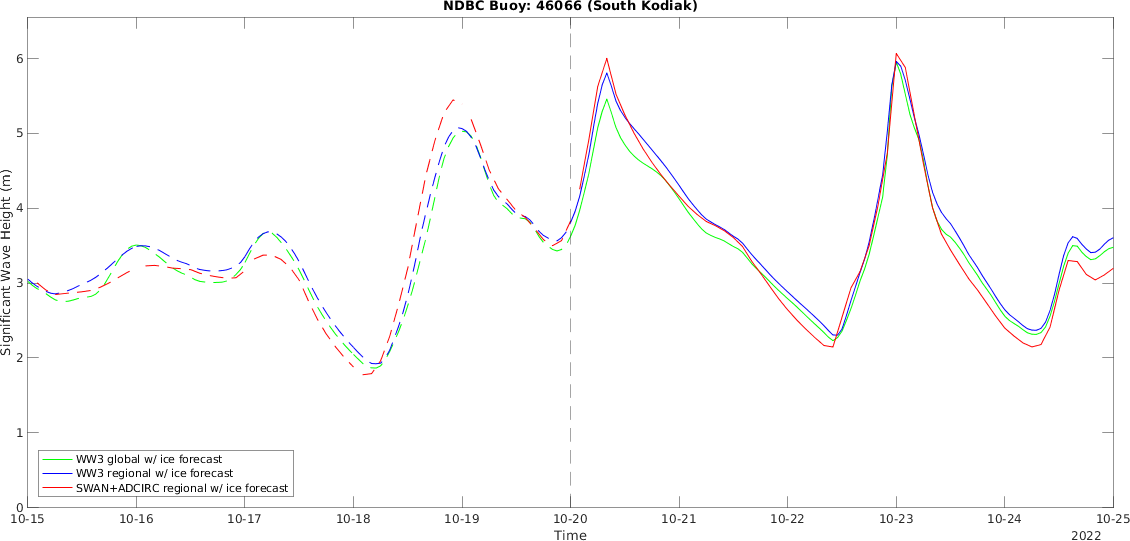 NDBC Buoy: 46066 (South Kodiak)
Significant Wave Height (m)
6
5
4
3
2
1
0
WW3 global w/ ice forecast
WW3 regional w/ ice forecast
SWAN+ADCIRC regional w/ ice forecast
10-15 10-16 10-17 10-18 10-19 10-20 10-21 10-22 10-23 10-24 10-25
Time
2022